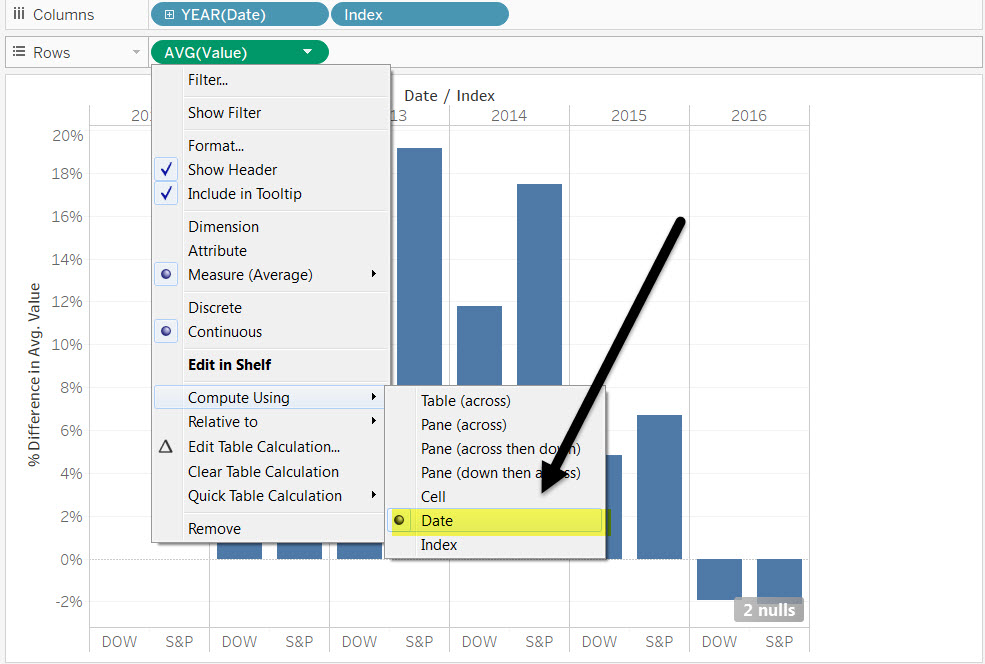 Columns YEAR(Date) Index
Rows AVG(Value)
Filter...
Show Filter
Format...
Show Header
Include in Tooltip
Dimension
Attribute
Measure (Average)
Discrete
Continuous
Edit in Shelf
Compute Using
Relative to
Edit Table Calculation...
Clear Table Calculation
Quick Table Calculation
Remove
Table (across)
Pane (across)
Pane (across then down)
Pane (down then across)
Cell
Date
Index
Date / Index
2014 2015 2016
% Difference in Avg. Value
20%
18%
16%
14%
12%
10%
8%
6%
4%
2%
0%
-2%
2 nulls
DOW S&P DOW S&P DOW S&P DOW S&P DOW S&P DOW S&P